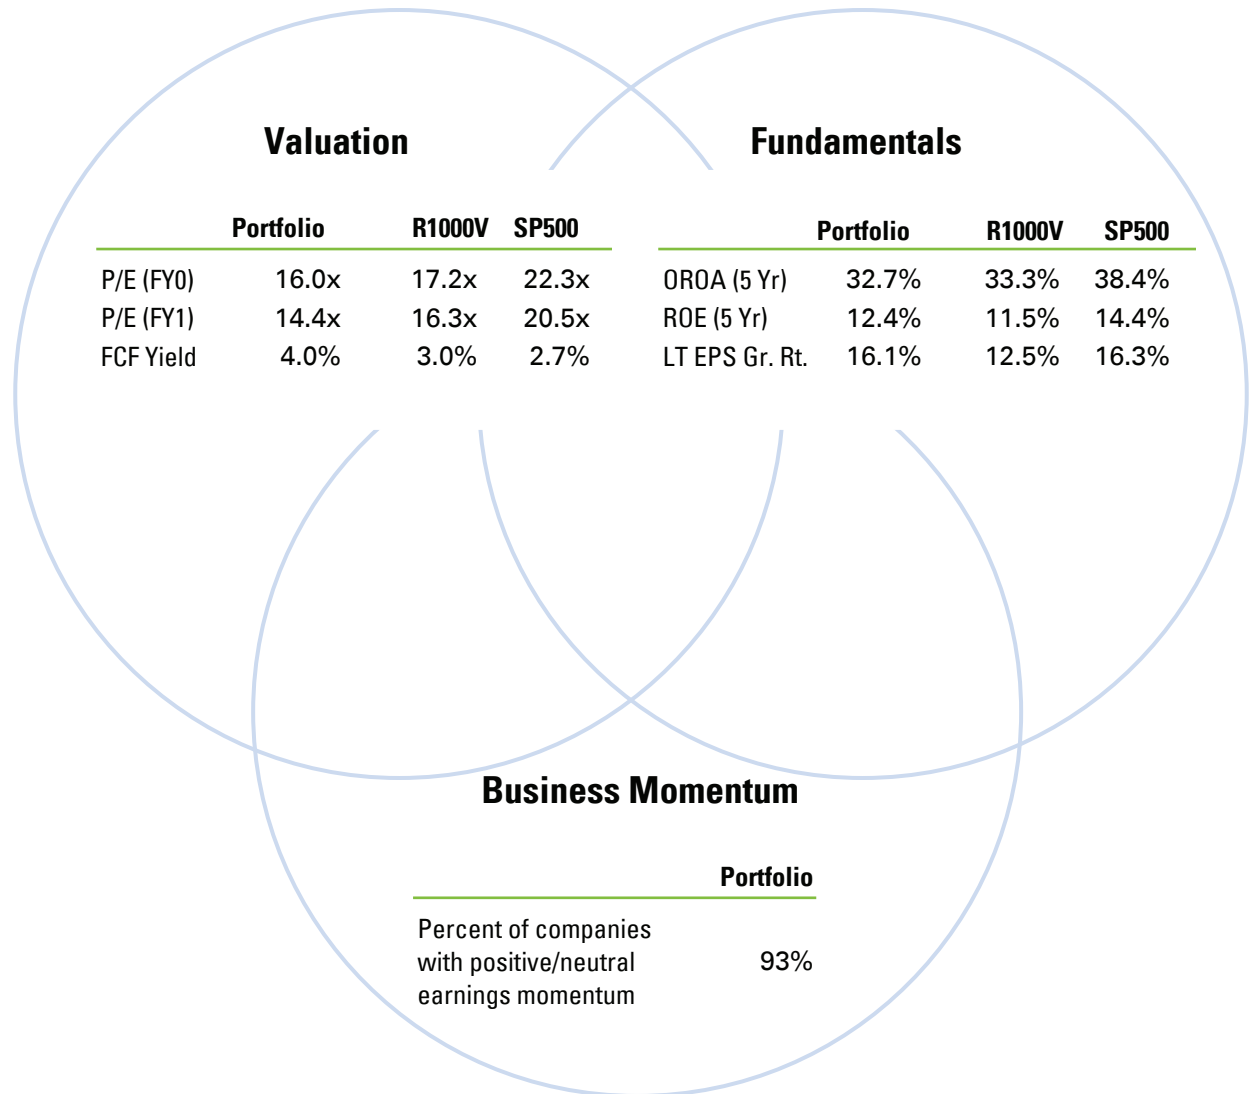 Valuation
Portfolio R1000V SP500
P/E (FY0) 16.0x 17.2x 22.3x
P/E (FY1) 14.4x 16.3x 20.5x
FCF Yield 4.0% 3.0% 2.7%
Fundamentals
Portfolio R1000V SP500
OROA (5 Yr) 32.7% 33.3% 38.4%
ROE (5 Yr) 12.4% 11.5% 14.4%
LT EPS Gr. Rt. 16.1% 12.5% 16.3%
Business Momentum
Portfolio
Percent of companies
with positive/neutral 93%
earnings momentum